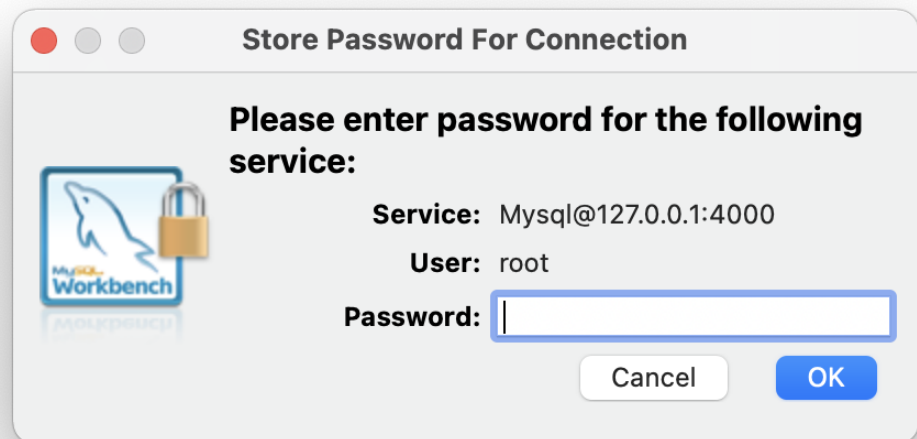 Store Password For Connection
Please enter password for the following
service:
Service: Mysql@127.0.0.1:4000
User: root
Password:
MySQL
Workbench
Cancel
OK